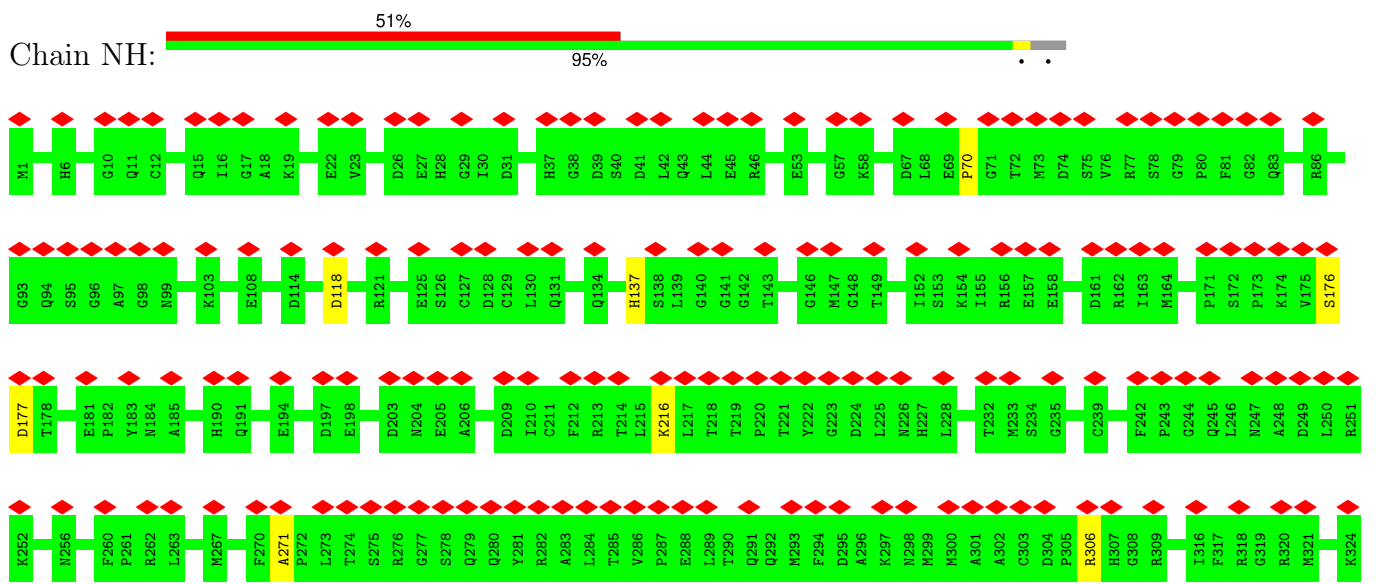 51%
Chain NH:
95%
• •
M1 H6 G10 Q11 C12 Q15 I16 G17 A18 K19 E22 V23 D26 E27 H28 G29 I30 D31 H37 G38 D39 S40 D41 L42 Q43 L44 E45 R46 E53 G57 K58 D67 L68 E69 P70 G71 T72 M73 D74 S75 V76 R77 S78 G79 P80 F81 G82 Q83 R86
G93 Q94 S95 G96 A97 G98 N99 K103 E108 D114 D118 R121 E125 S126 C127 D128 C129 L130 Q131 Q134 H137 S138 L139 G140 G141 G142 T143 G146 M147 G148 T149 I152 S153 K154 I155 R156 E157 E158 D161 R162 I163 M164 P171 S172 P173 K174 V175 S176
D177 T178 E181 P182 Y183 N184 A185 H190 Q191 E194 D197 E198 D203 N204 E205 A206 D209 I210 C211 F212 R213 T214 L215 K216 L217 T218 T219 P220 T221 Y222 G223 D224 L225 N226 H227 L228 T232 M233 S234 G235 C239 F242 P243 G244 Q245 L246 N247 A248 D249 L250 R251
K252 N256 F260 P261 R262 L263 M267 F270 A271 P272 L273 T274 S275 R276 G277 S278 Q279 Q280 Y281 R282 A283 L284 T285 V286 P287 E288 L289 T290 Q291 Q292 M293 F294 D295 A296 K297 N298 M299 M300 A301 A302 C303 D304 P305 R306 H307 G308 R309 I316 F317 R318 G319 R320 M321 K324